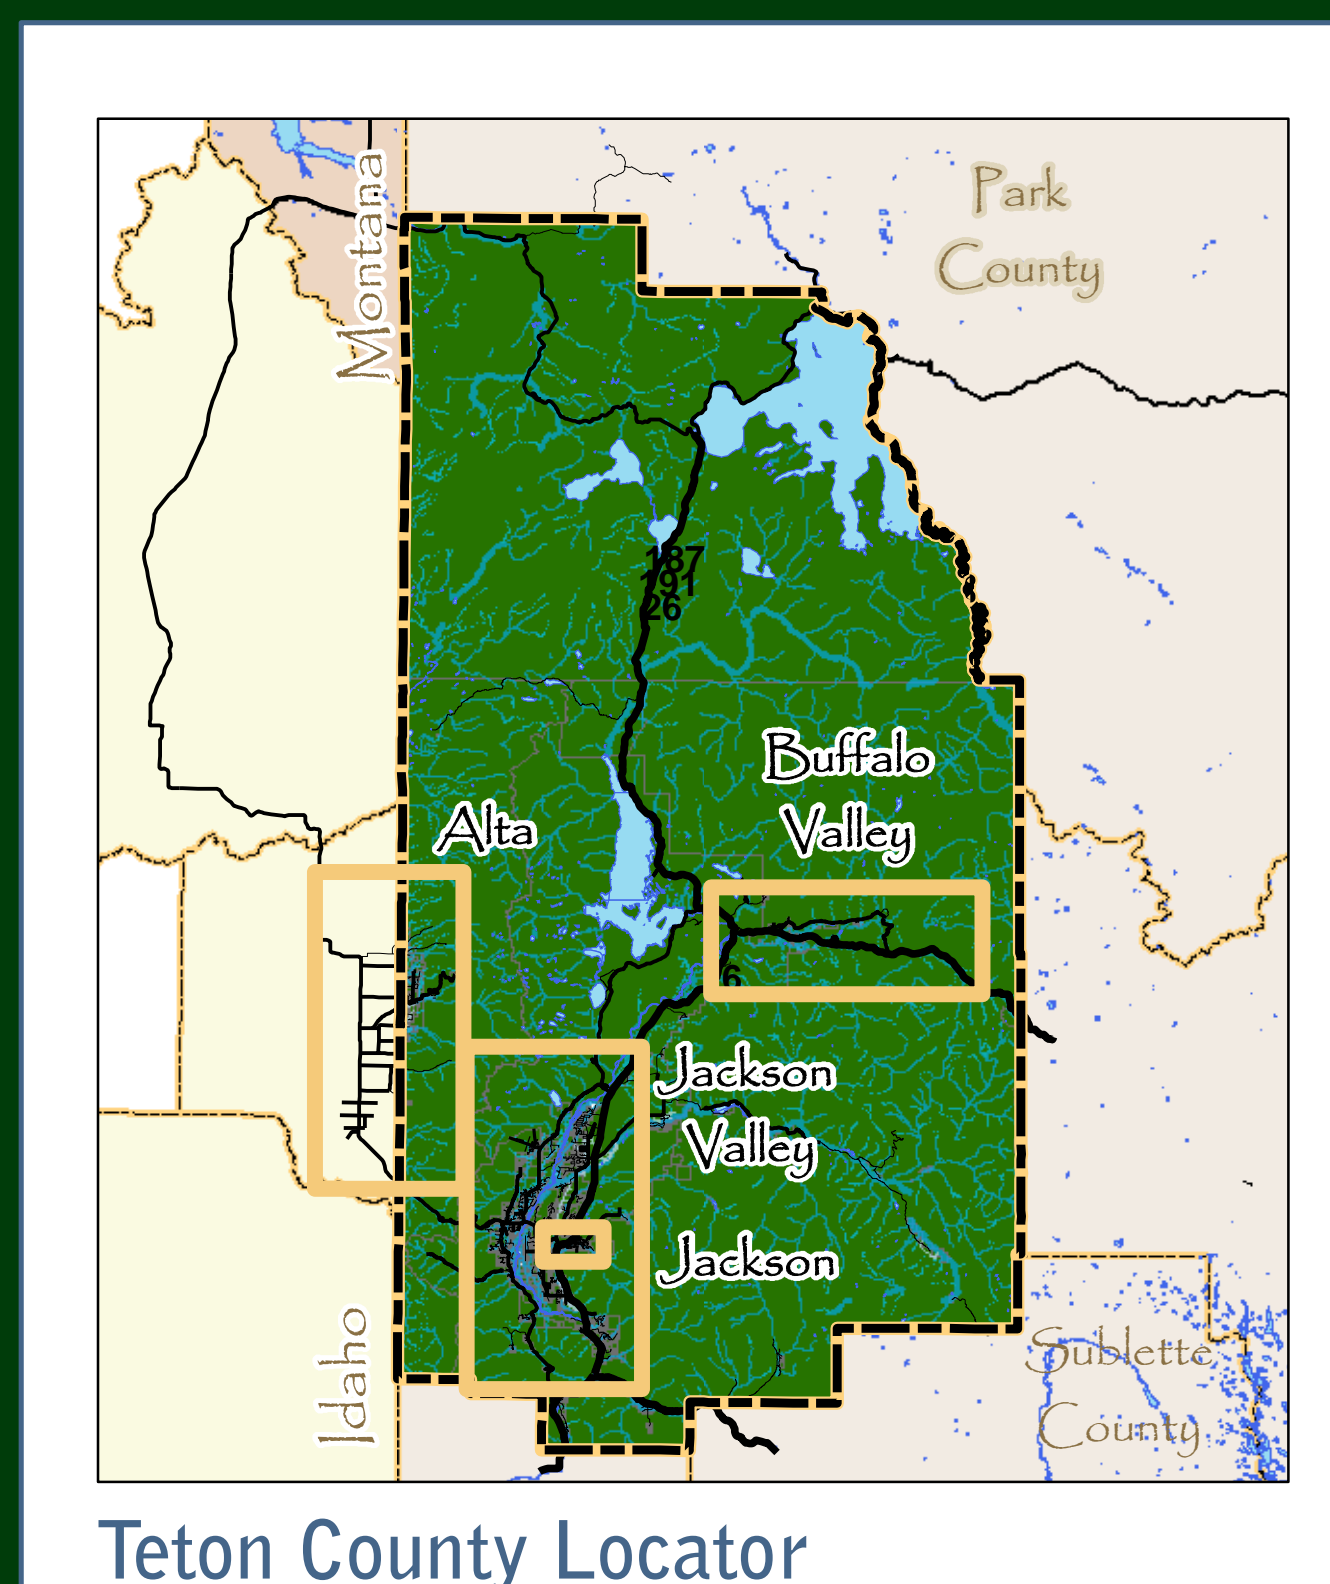 Montana
Park
County
187
191
26
Buffalo
Valley
Alta
6
Jackson
Valley
Jackson
Idaho
Sublette
County
Teton County Locator